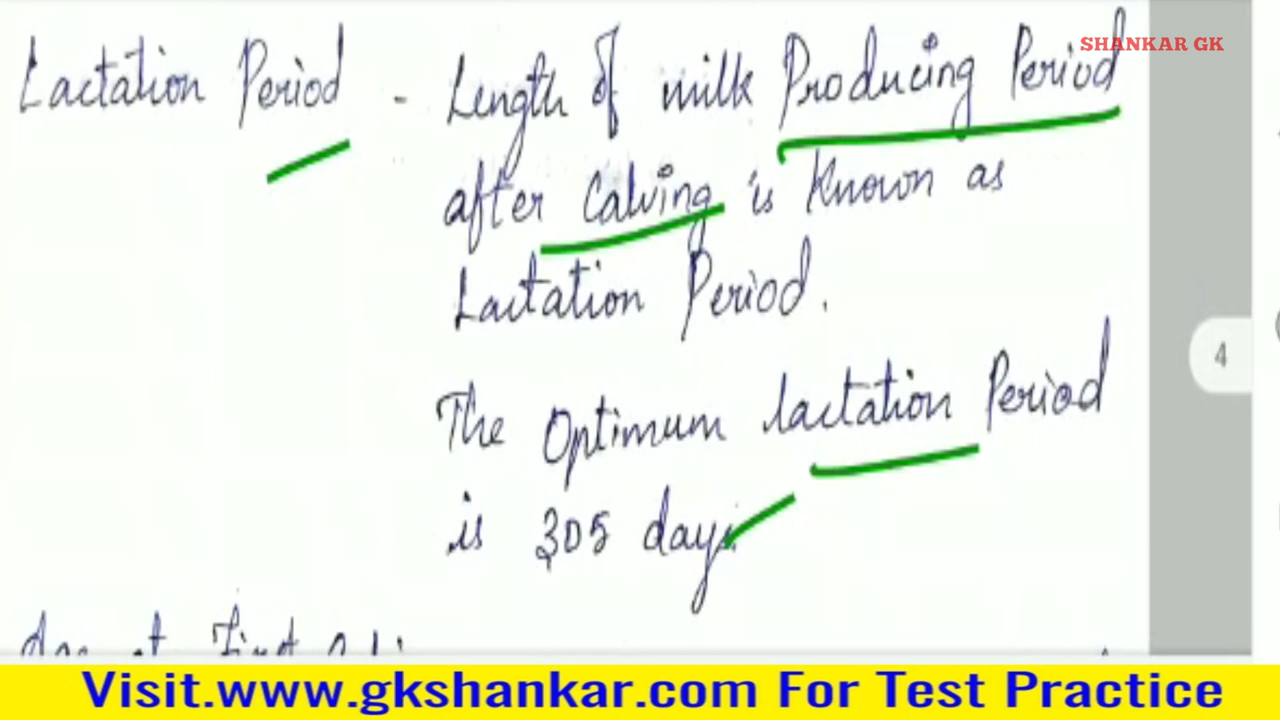 SHANKAR GK
Lactation Period - Length of milk Producing Period
after Calving is Known as
Lactation Period.
The Optimum lactation Period
is 305 days.
4
Visit.www.gkshankar.com For Test Practice